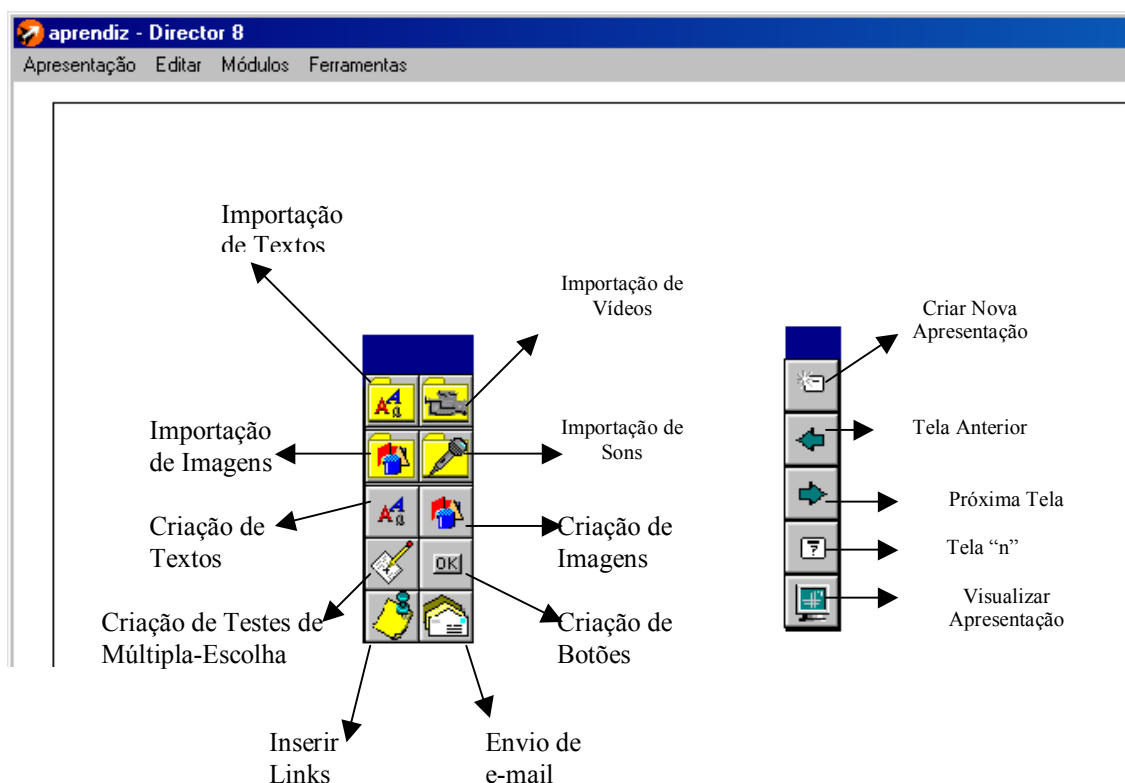 aprendiz - Director 8
Apresentação Editar Módulos Ferramentas
Importação
de Textos
Importação de
Vídeos
Criar Nova
Apresentação
Importação
de Imagens
Importação de
Sons
Tela Anterior
Criação de
Textos
Criação de
Imagens
Próxima Tela
OK
?
Tela “n”
Criação de Testes de
Múltipla-Escolha
Criação de
Botões
Visualizar
Apresentação
Inserir
Links
Envio de
e-mail